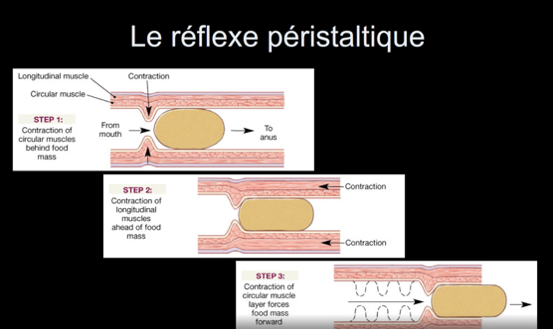 Le réflexe péristaltique
Longitudinal muscle
Contraction
Circular muscle
STEP 1:
Contraction of
circular muscles
behind food
mass
From
mouth
To
anus
STEP 2:
Contraction of
longitudinal
muscles
ahead of food
mass
Contraction
Contraction
STEP 3:
Contraction of
circular muscle
layer forces
food mass
forward